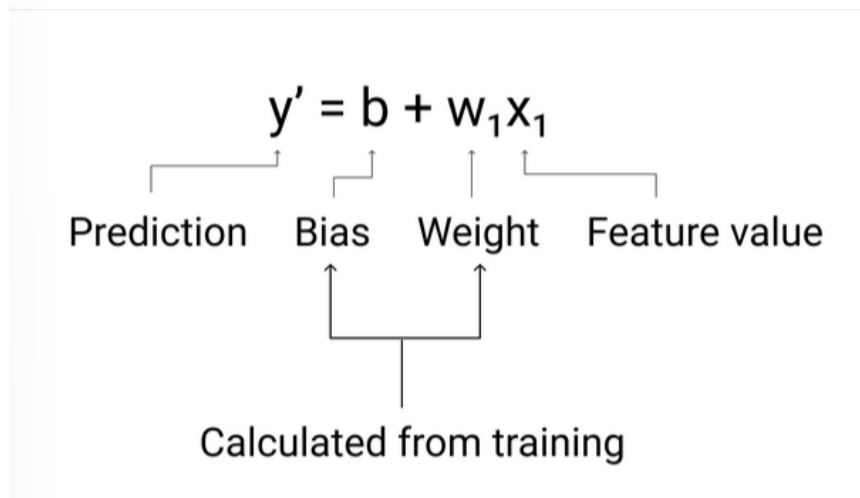 y' = b + w₁x₁
Prediction Bias Weight Feature value
Calculated from training